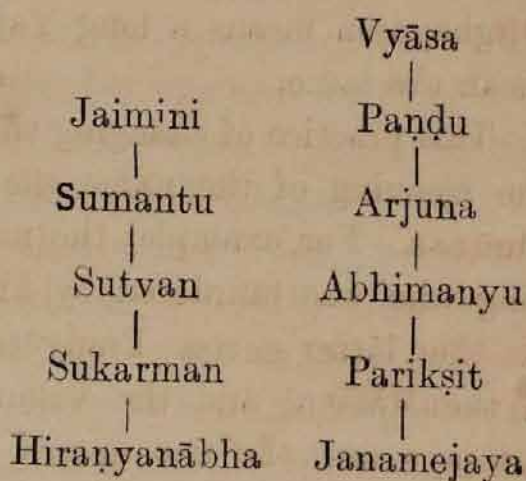 Vyāsa
Jaimini Paṇḍu
Sumantu Arjuna
Sutvan Abhimanyu
Sukarman Parikṣit
Hiraṇyanābha Janamejaya